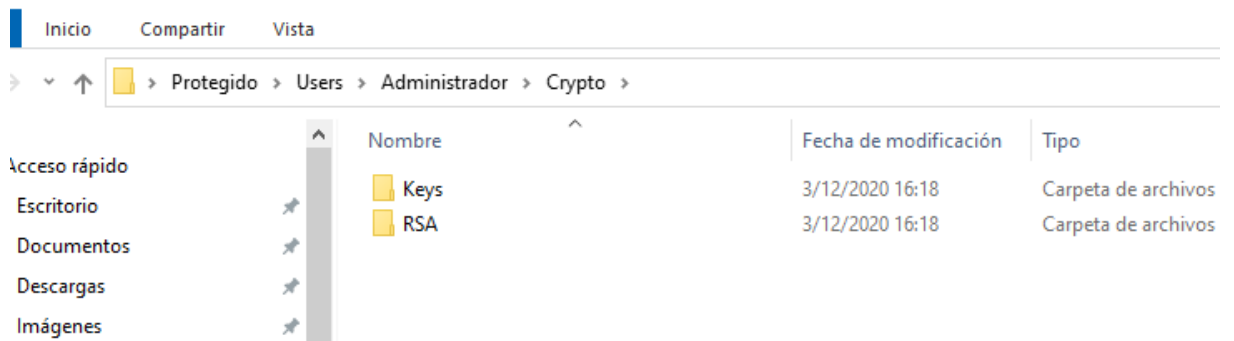 Inicio Compartir Vista
Protegido > Users > Administrador > Crypto >
Nombre Fecha de modificación Tipo
Acceso rápido
Keys 3/12/2020 16:18 Carpeta de archivos
Escritorio
RSA 3/12/2020 16:18 Carpeta de archivos
Documentos
Descargas
Imágenes